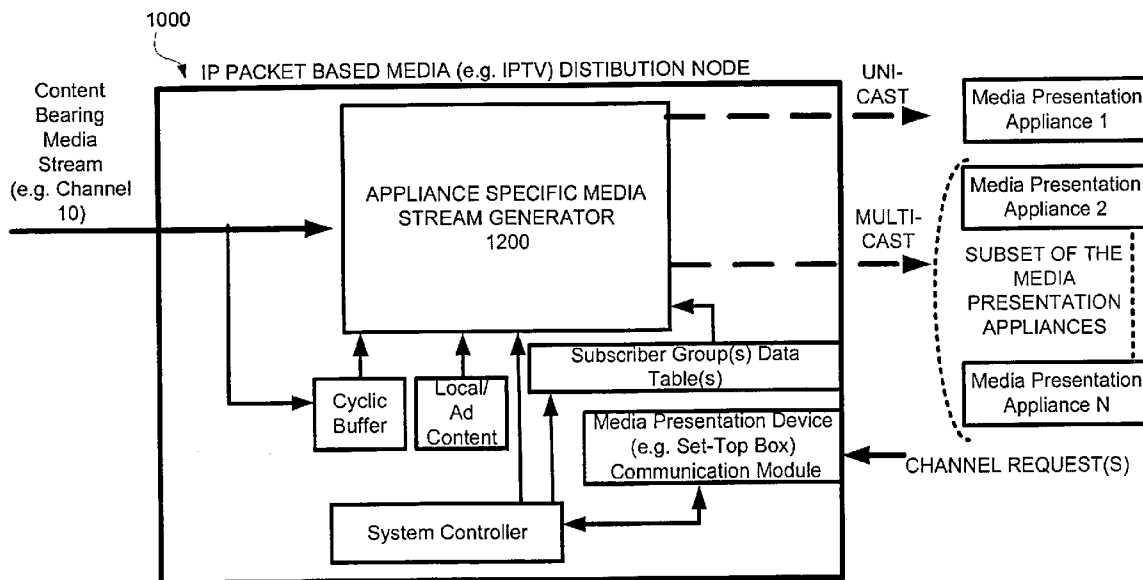 1000
IP PACKET BASED MEDIA (e.g. IPTV) DISTIBUTION NODE
Content
Bearing
Media
Stream
(e.g. Channel
10)
APPLIANCE SPECIFIC MEDIA
STREAM GENERATOR
1200
UNI-
CAST
Media Presentation
Appliance 1
MULTI-
CAST
Media Presentation
Appliance 2
SUBSET OF THE
MEDIA
PRESENTATION
APPLIANCES
Media Presentation
Appliance N
Subscriber Group(s) Data
Table(s)
Cyclic
Buffer
Local/
Ad
Content
Media Presentation Device
(e.g. Set-Top Box)
Communication Module
CHANNEL REQUEST(S)
System Controller